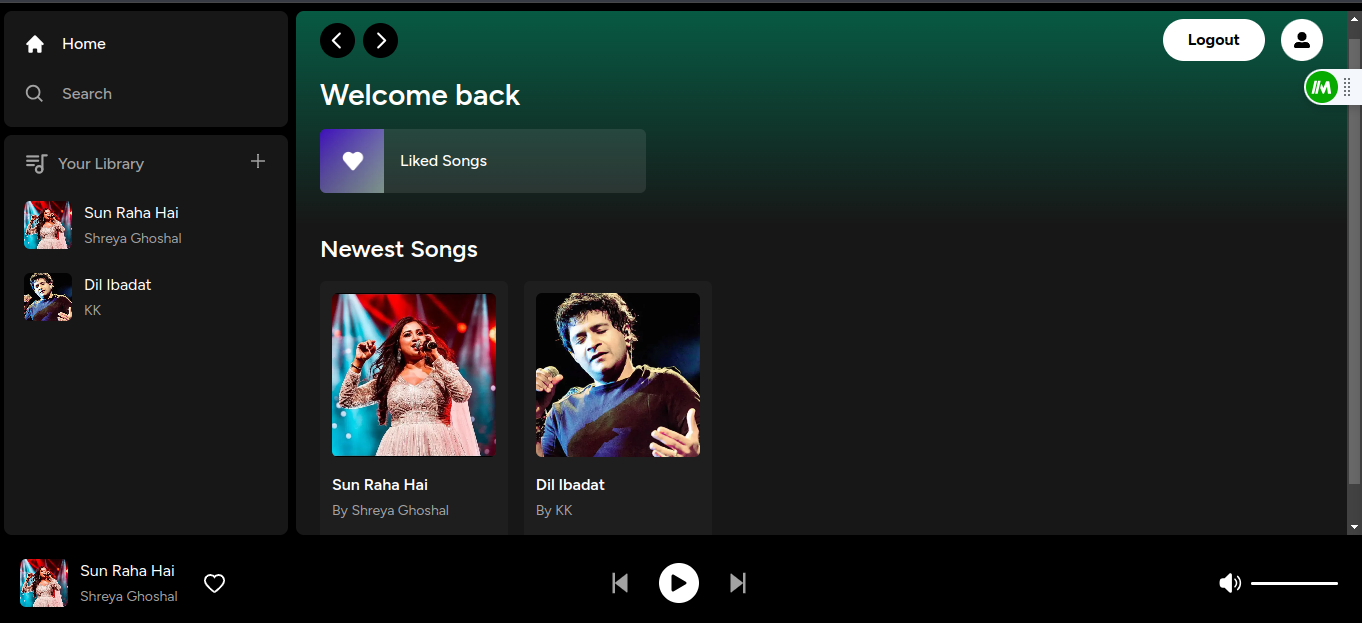 Home
Search
Your Library
Sun Raha Hai
Shreya Ghoshal
Dil Ibadat
KK
Logout
Welcome back
Liked Songs
Newest Songs
Sun Raha Hai
By Shreya Ghoshal
Dil Ibadat
By KK
Sun Raha Hai
Shreya Ghoshal